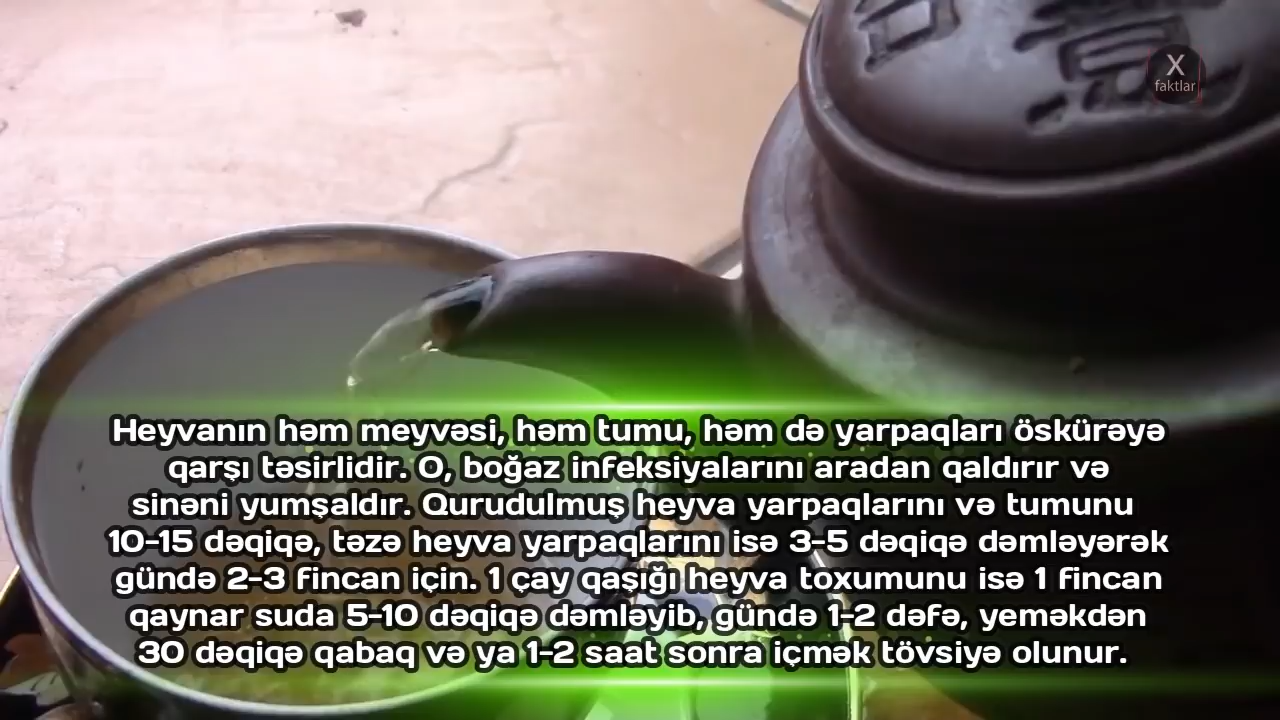 X
faktlar
Heyvanın həm meyvəsi, həm tumu, həm də yarpaqları öskürəyə
qarşı təsirlidir. O, boğaz infeksiyalarını aradan qaldırır və
sinəni yumşaldır. Qurudulmuş heyva yarpaqlarını və tumunu
10-15 dəqiqə, təzə heyva yarpaqlarını isə 3-5 dəqiqə dəmləyərək
gündə 2-3 fincan için. 1 çay qaşığı heyva toxumunu isə 1 fincan
qaynar suda 5-10 dəqiqə dəmləyib, gündə 1-2 dəfə, yeməkdən
30 dəqiqə qabaq və ya 1-2 saat sonra içmək tövsiyə olunur.